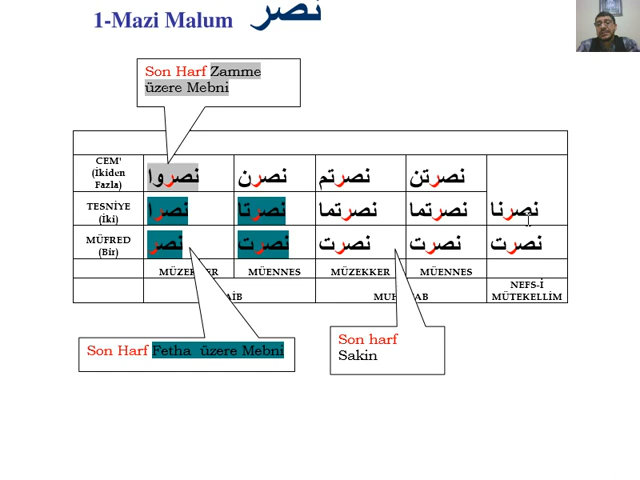 1-Mazi Malum نصر
Son Harf Zamme
üzere Mebni
CEM'
(İkiden
Fazla)
نصروا نصرن نصرتم نصرتن
TESNİYE
(İki)
نصرا نصرتا نصرتما نصرتما نصرنا
MÜFRED
(Bir)
نصر نصرت نصرت نصرت نصرت
MÜENNES MÜZEKKER MÜENNES
NEFS-İ
MÜTEKELLİM
Son Harf Fetha üzere Mebni
Son harf
Sakin